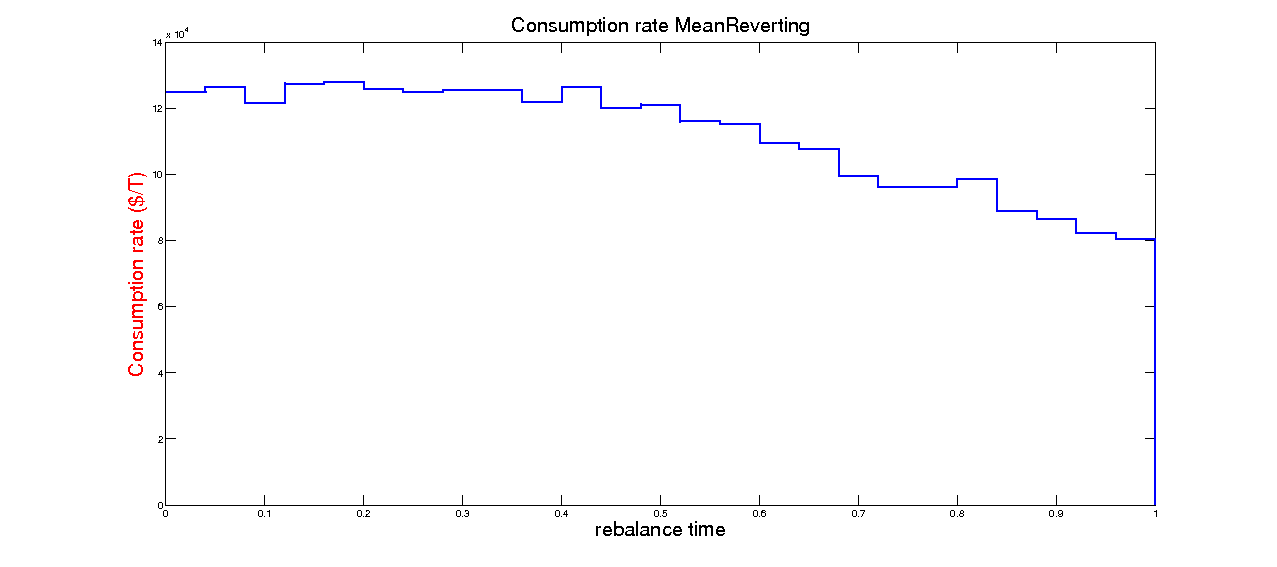 Consumption rate MeanReverting
x 10^4
14
12
10
8
6
4
2
0
Consumption rate ($/T)
0 0.1 0.2 0.3 0.4 0.5 0.6 0.7 0.8 0.9 1
rebalance time